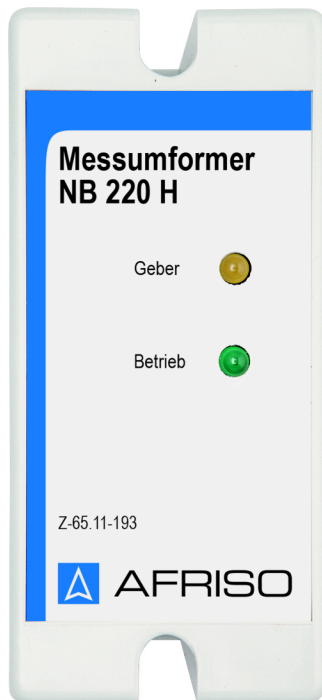 Messumformer
NB 220 H
Geber
Betrieb
Z-65.11-193
AFRISO